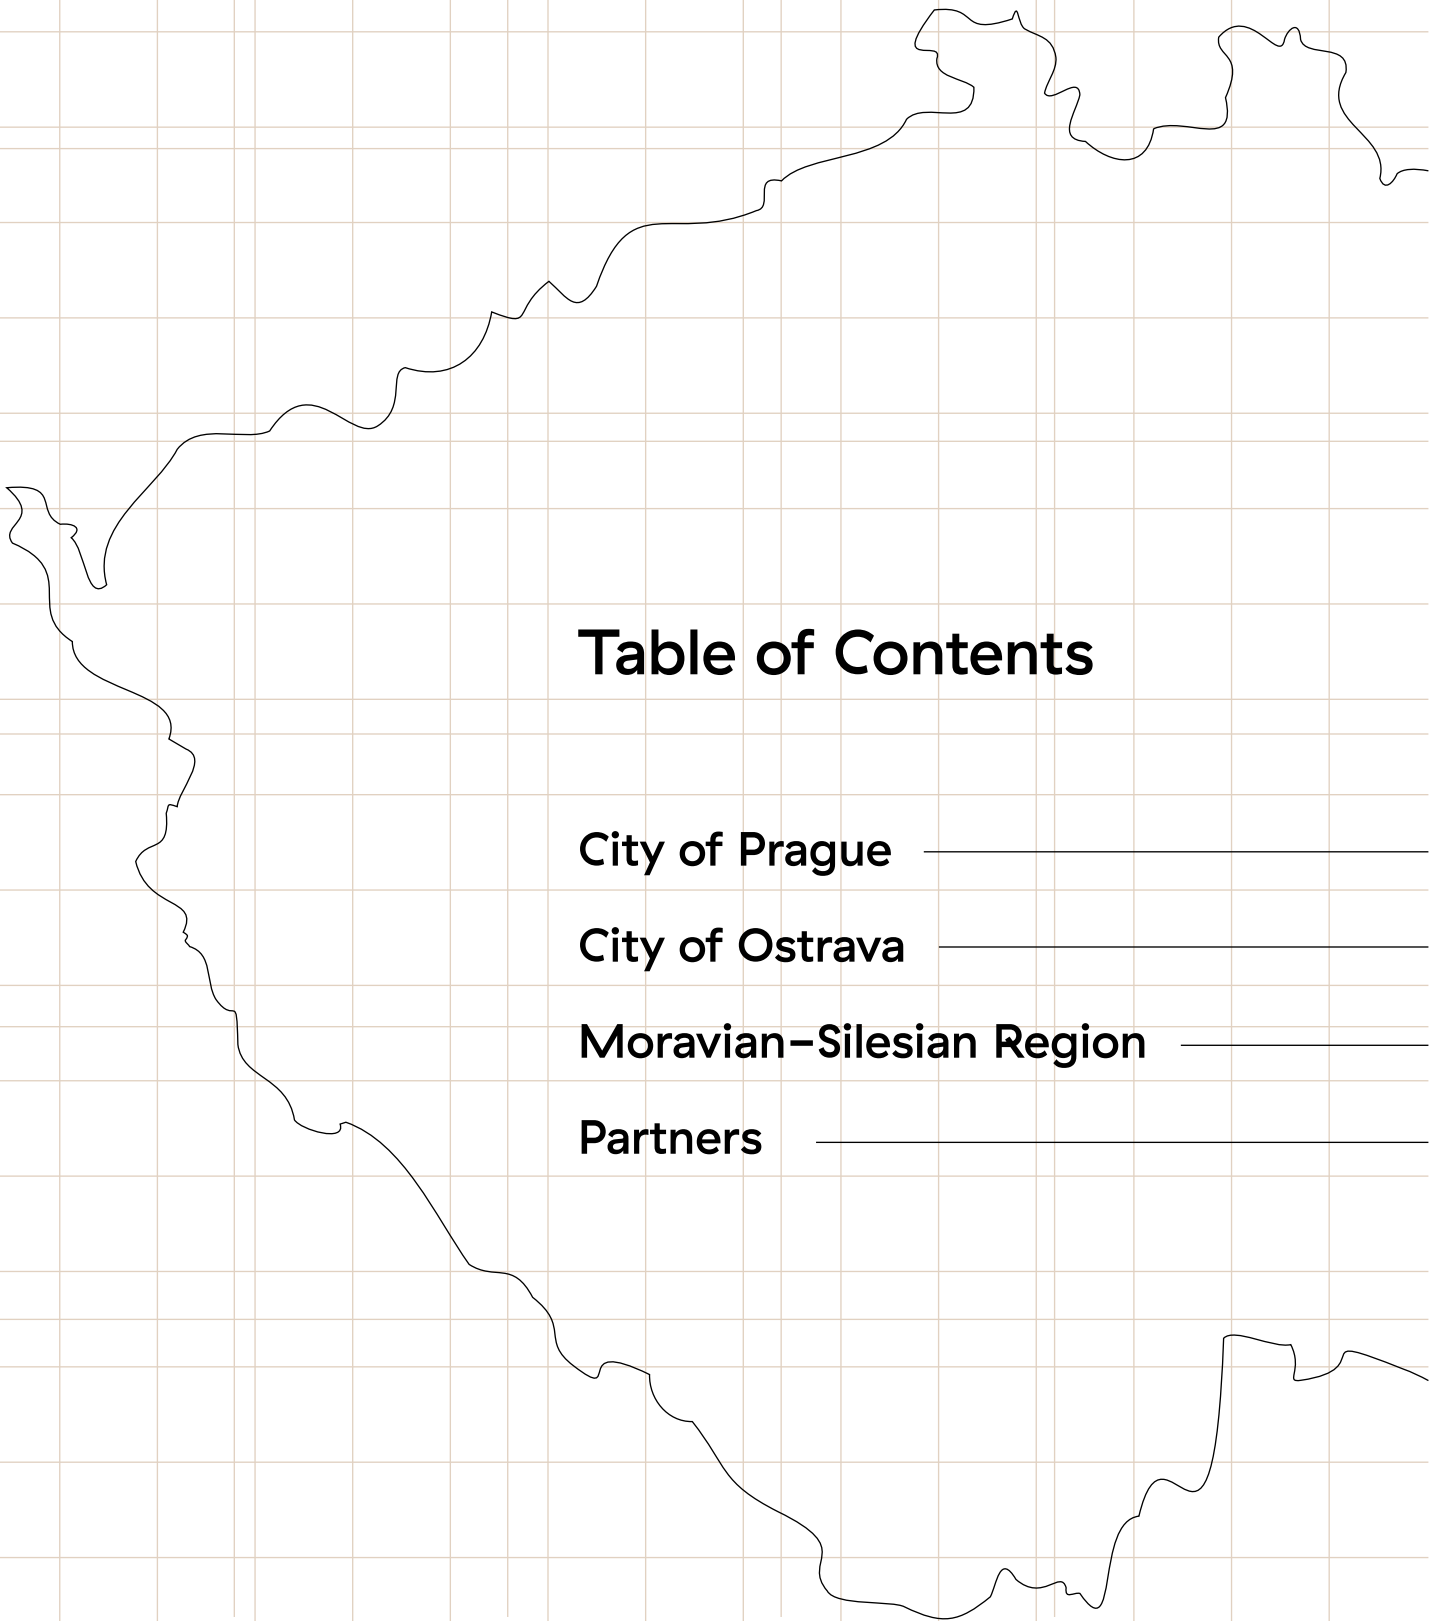 Table of Contents
City of Prague
City of Ostrava
Moravian–Silesian Region
Partners